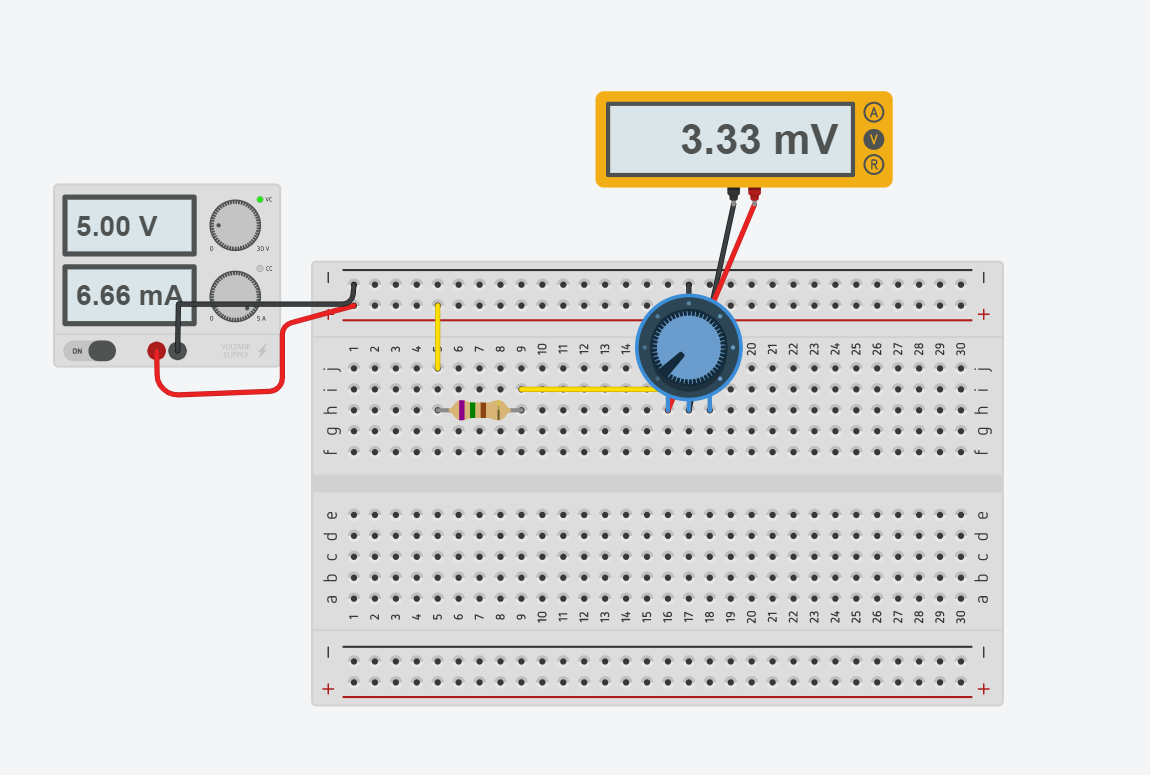 3.33 mV
A
V
R
5.00 V
VC
0
30 V
6.66 mA
CC
0
5 A
ON
VOLTAGE
SUPPLY
1 2 3 4 5 6 7 8 9 10 11 12 13 14 20 21 22 23 24 25 26 27 28 29 30
j j
i i
h h
g g
f f
e e
d d
c c
b b
a a
1 2 3 4 5 6 7 8 9 10 11 12 13 14 15 16 17 18 19 20 21 22 23 24 25 26 27 28 29 30